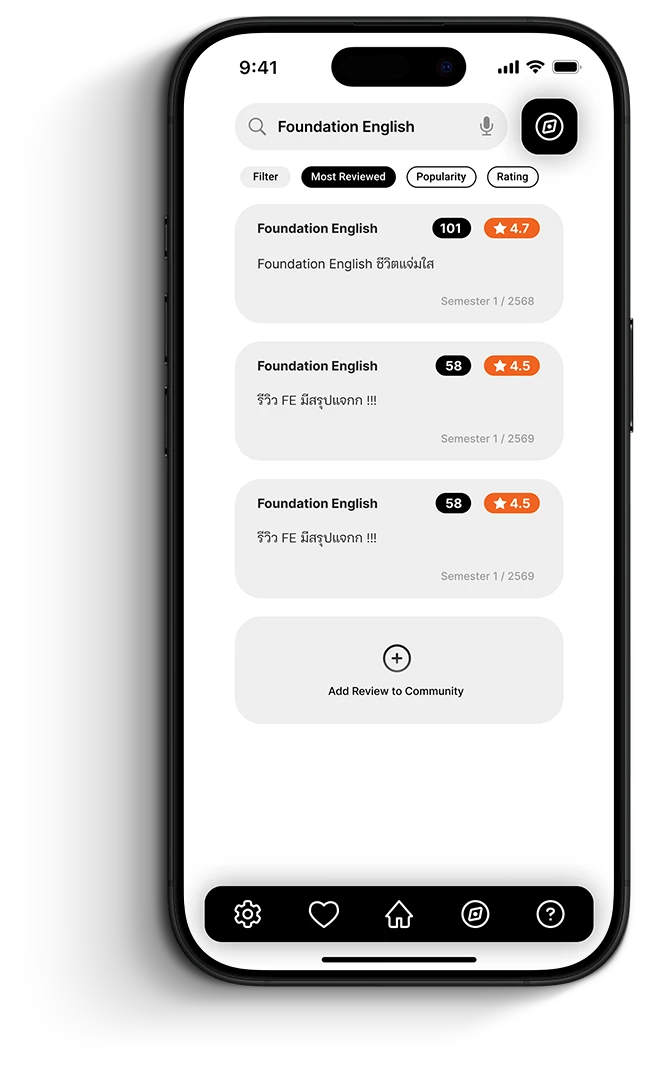 9:41
Foundation English
Filter
Most Reviewed
Popularity
Rating
Foundation English
101
4.7
Foundation English ชีวิตแจ่มใส
Semester 1 / 2568
Foundation English
58
4.5
รีวิว FE มีสรุปแจกก !!!
Semester 1 / 2569
Foundation English
58
4.5
รีวิว FE มีสรุปแจกก !!!
Semester 1 / 2569
Add Review to Community